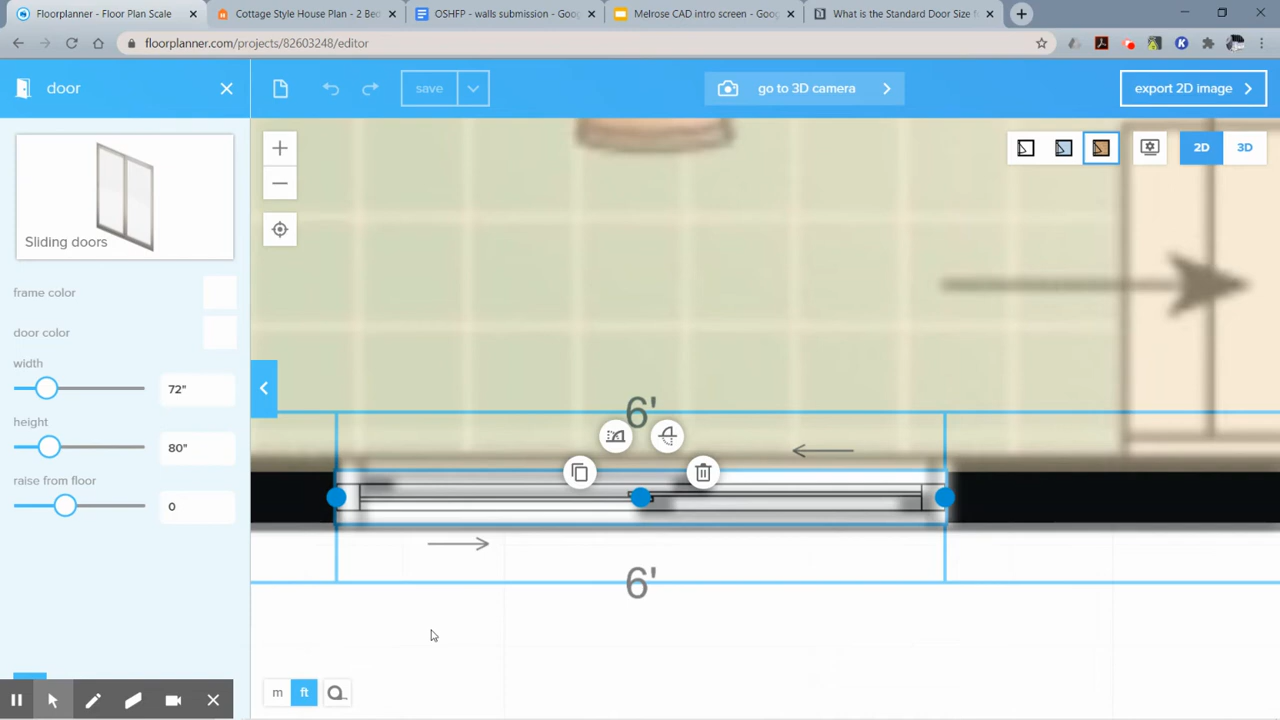 Floorplanner - Floor Plan Scale
Cottage Style House Plan - 2 Bed
OSHFP - walls submission - Goo
Melrose CAD intro screen - Goog
What is the Standard Door Size f
floorplanner.com/projects/82603248/editor
door
save
go to 3D camera
export 2D image
2D
3D
Sliding doors
frame color
door color
width
72"
height
80"
raise from floor
0
6'
6'
m
ft